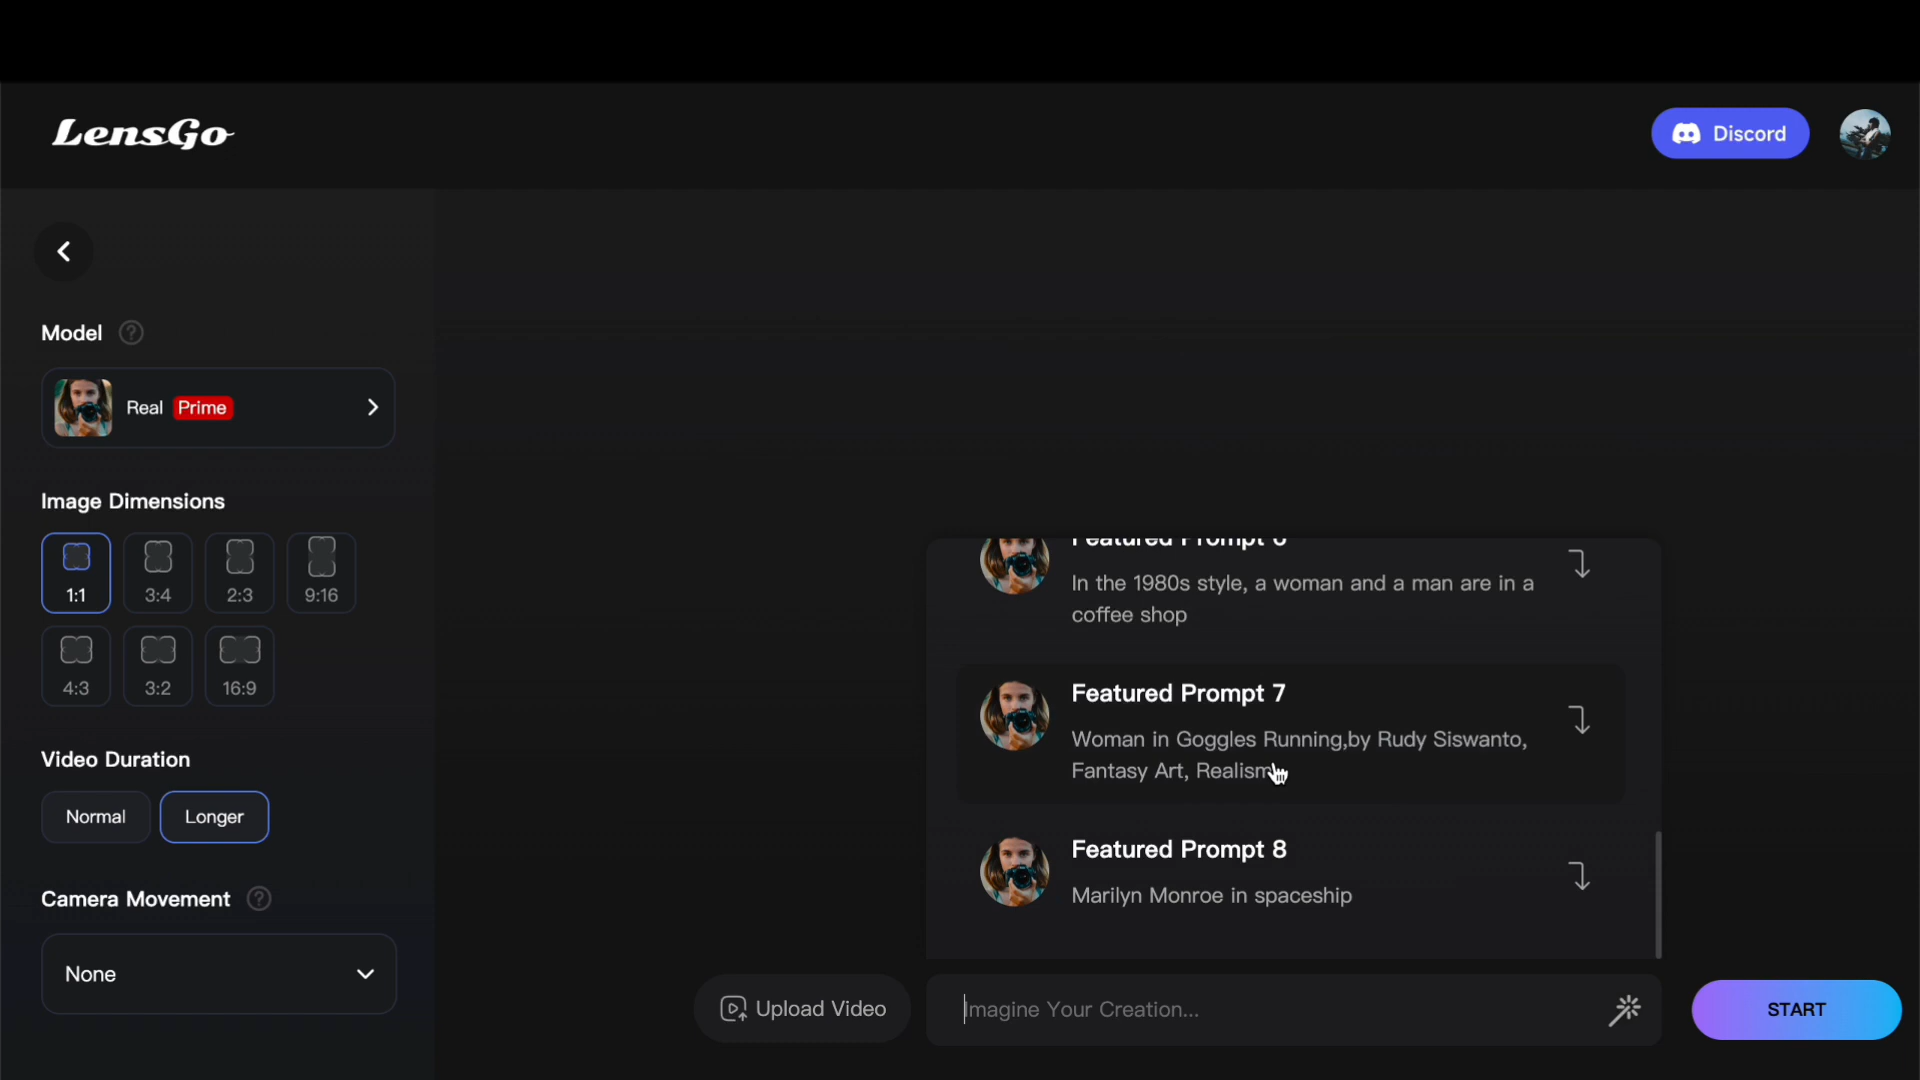 LensGo
Discord
Model
Real Prime
Image Dimensions
1:1
3:4
2:3
9:16
4:3
3:2
16:9
Video Duration
Normal
Longer
Camera Movement
None
Featured Prompt 6
In the 1980s style, a woman and a man are in a
coffee shop
Featured Prompt 7
Woman in Goggles Running,by Rudy Siswanto,
Fantasy Art, Realism
Featured Prompt 8
Marilyn Monroe in spaceship
Upload Video
Imagine Your Creation...
START